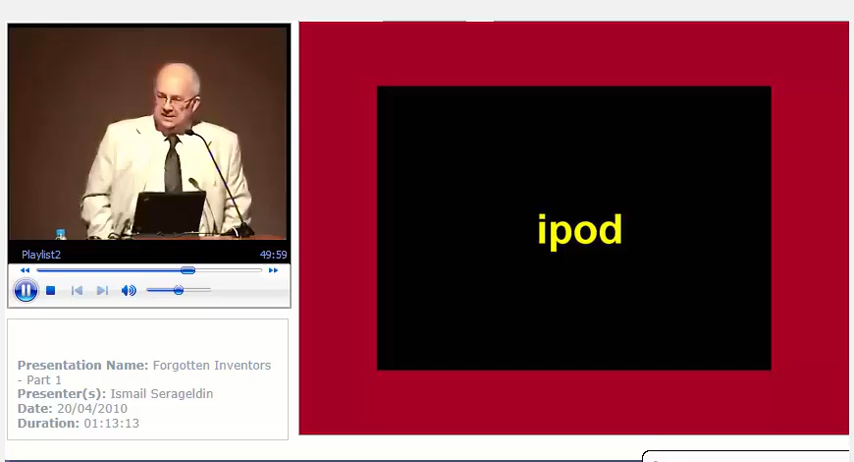 Playlist2
49:59
Presentation Name: Forgotten Inventors
- Part 1
Presenter(s): Ismail Serageldin
Date: 20/04/2010
Duration: 01:13:13
ipod